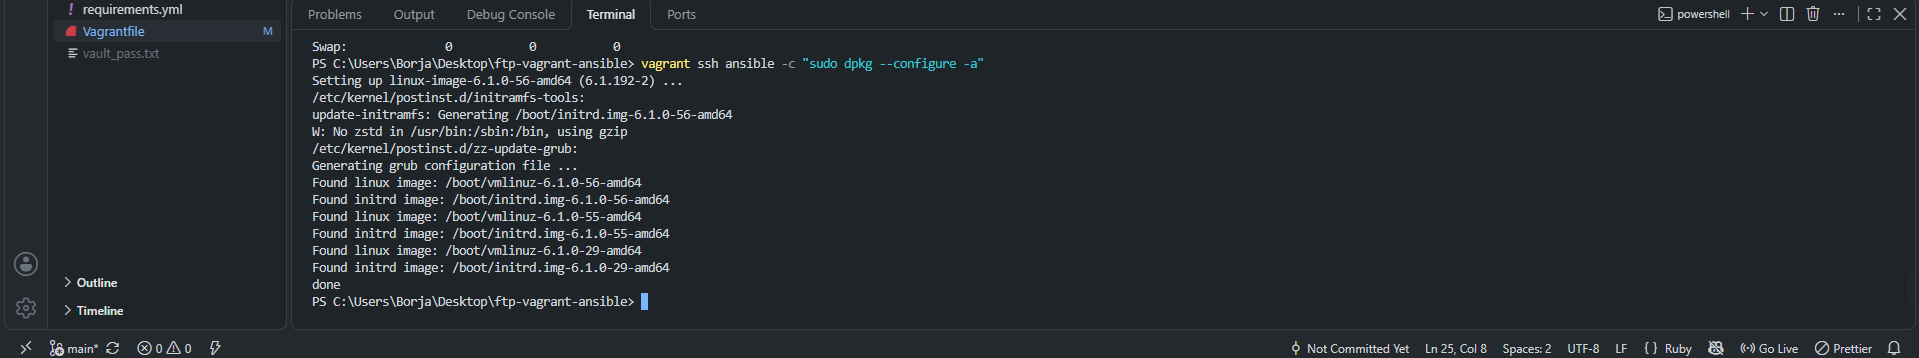 ! requirements.yml
Vagrantfile M
vault_pass.txt
Outline
Timeline
Problems Output Debug Console Terminal Ports
powershell
Swap: 0 0 0
PS C:\Users\Borja\Desktop\ftp-vagrant-ansible> vagrant ssh ansible -c "sudo dpkg --configure -a"
Setting up linux-image-6.1.0-56-amd64 (6.1.192-2) ...
/etc/kernel/postinst.d/initramfs-tools:
update-initramfs: Generating /boot/initrd.img-6.1.0-56-amd64
W: No zstd in /usr/bin:/sbin:/bin, using gzip
/etc/kernel/postinst.d/zz-update-grub:
Generating grub configuration file ...
Found linux image: /boot/vmlinuz-6.1.0-56-amd64
Found initrd image: /boot/initrd.img-6.1.0-56-amd64
Found linux image: /boot/vmlinuz-6.1.0-55-amd64
Found initrd image: /boot/initrd.img-6.1.0-55-amd64
Found linux image: /boot/vmlinuz-6.1.0-29-amd64
Found initrd image: /boot/initrd.img-6.1.0-29-amd64
done
PS C:\Users\Borja\Desktop\ftp-vagrant-ansible>
main* 0 0 Not Committed Yet Ln 25, Col 8 Spaces: 2 UTF-8 LF { } Ruby Go Live Prettier